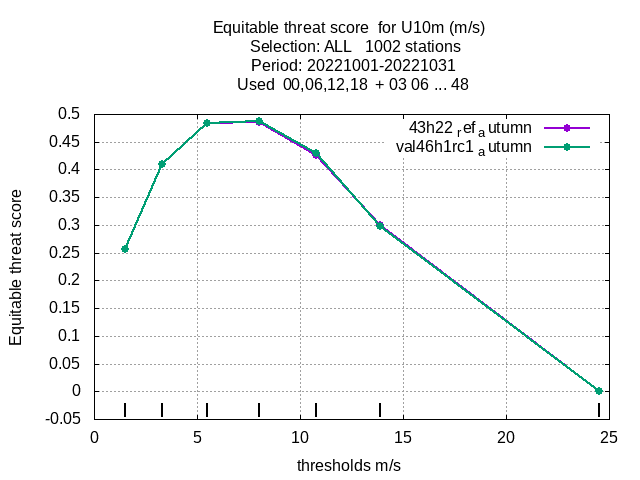 Equitable threat score  for U10m (m/s)
Selection: ALL   1002 stations
Period: 20221001-20221031
Used  00,06,12,18  + 03 06 ... 48
43h22 ref autumn
val46h1rc1 autumn
0.5
0.45
0.4
0.35
0.3
0.25
0.2
0.15
0.1
0.05
0
-0.05
0 5 10 15 20 25
Equitable threat score
thresholds m/s